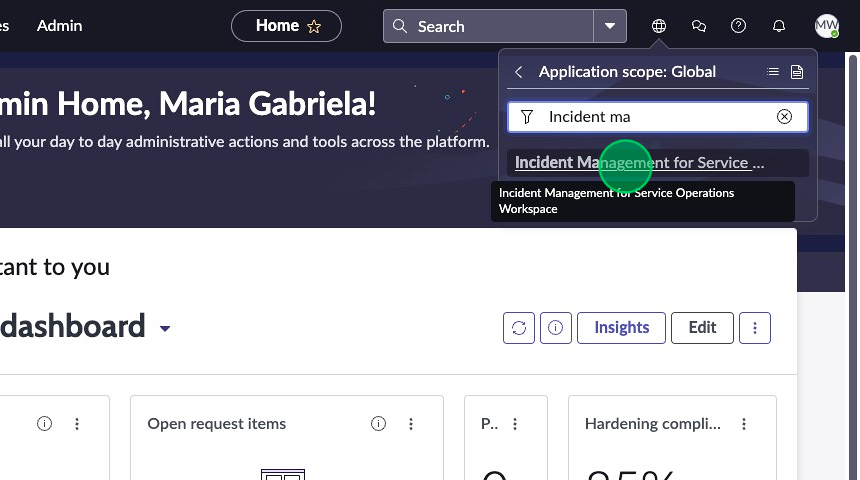 es Admin Home Search MW
Application scope: Global
min Home, Maria Gabriela!
Incident ma
all your day to day administrative actions and tools across the platform.
Incident Management for Service ...
Incident Management for Service Operations
Workspace
tant to you
dashboard
Insights Edit
Open request items P.. Hardening compli...